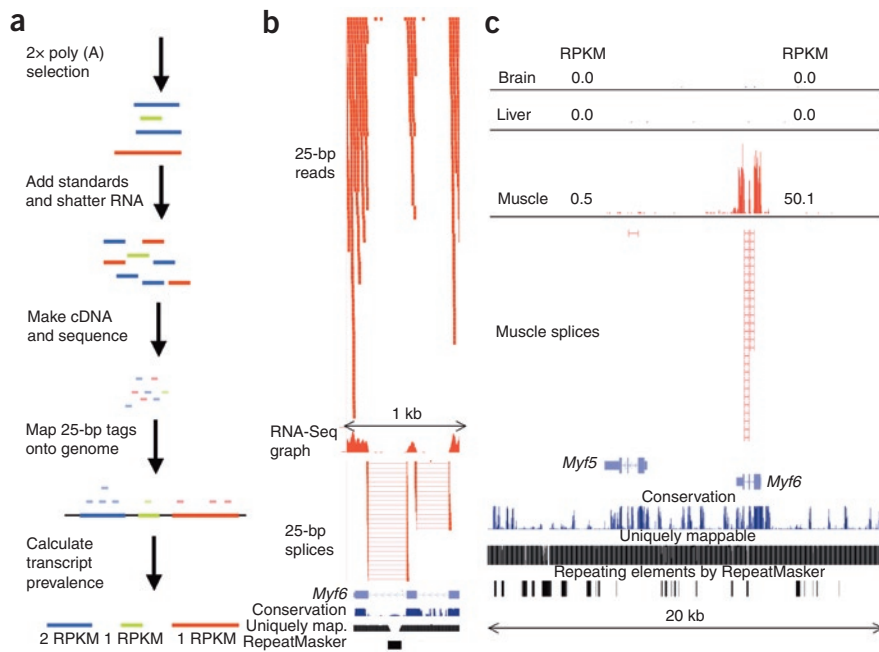 a
2× poly (A)
selection
Add standards
and shatter RNA
Make cDNA
and sequence
Map 25-bp tags
onto genome
Calculate
transcript
prevalence
2 RPKM 1 RPKM 1 RPKM
b
25-bp
reads
1 kb
RNA-Seq
graph
25-bp
splices
Myf6
Conservation
Uniquely map.
RepeatMasker
c
RPKM RPKM
Brain 0.0 0.0
Liver 0.0 0.0
Muscle 0.5 50.1
Muscle splices
Myf5
Myf6
Conservation
Uniquely mappable
Repeating elements by RepeatMasker
20 kb